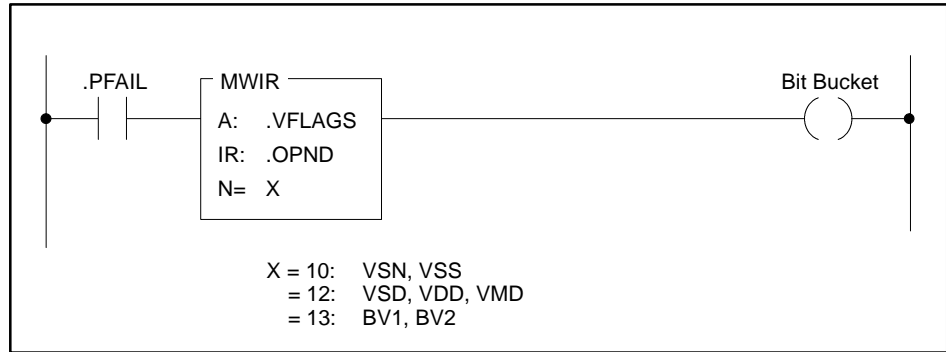 .PFAIL
MWIR
Bit Bucket
A: .VFLAGS
IR: .OPND
N= X
X = 10: VSN, VSS
= 12: VSD, VDD, VMD
= 13: BV1, BV2